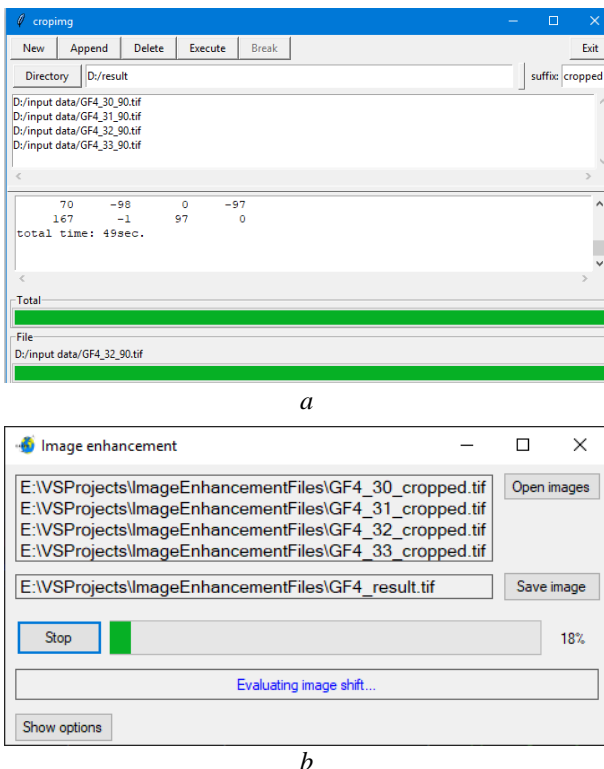 cropimg
New Append Delete Execute Break Exit
Directory D:/result suffix: cropped
D:/input data/GF4_30_90.tif
D:/input data/GF4_31_90.tif
D:/input data/GF4_32_90.tif
D:/input data/GF4_33_90.tif
70 -98 0 -97
167 -1 97 0
total time: 49sec.
Total
File
D:/input data/GF4_32_90.tif
a
Image enhancement
E:\VSProjects\ImageEnhancementFiles\GF4_30_cropped.tif Open images
E:\VSProjects\ImageEnhancementFiles\GF4_31_cropped.tif
E:\VSProjects\ImageEnhancementFiles\GF4_32_cropped.tif
E:\VSProjects\ImageEnhancementFiles\GF4_33_cropped.tif
E:\VSProjects\ImageEnhancementFiles\GF4_result.tif Save image
Stop 18%
Evaluating image shift...
Show options
b